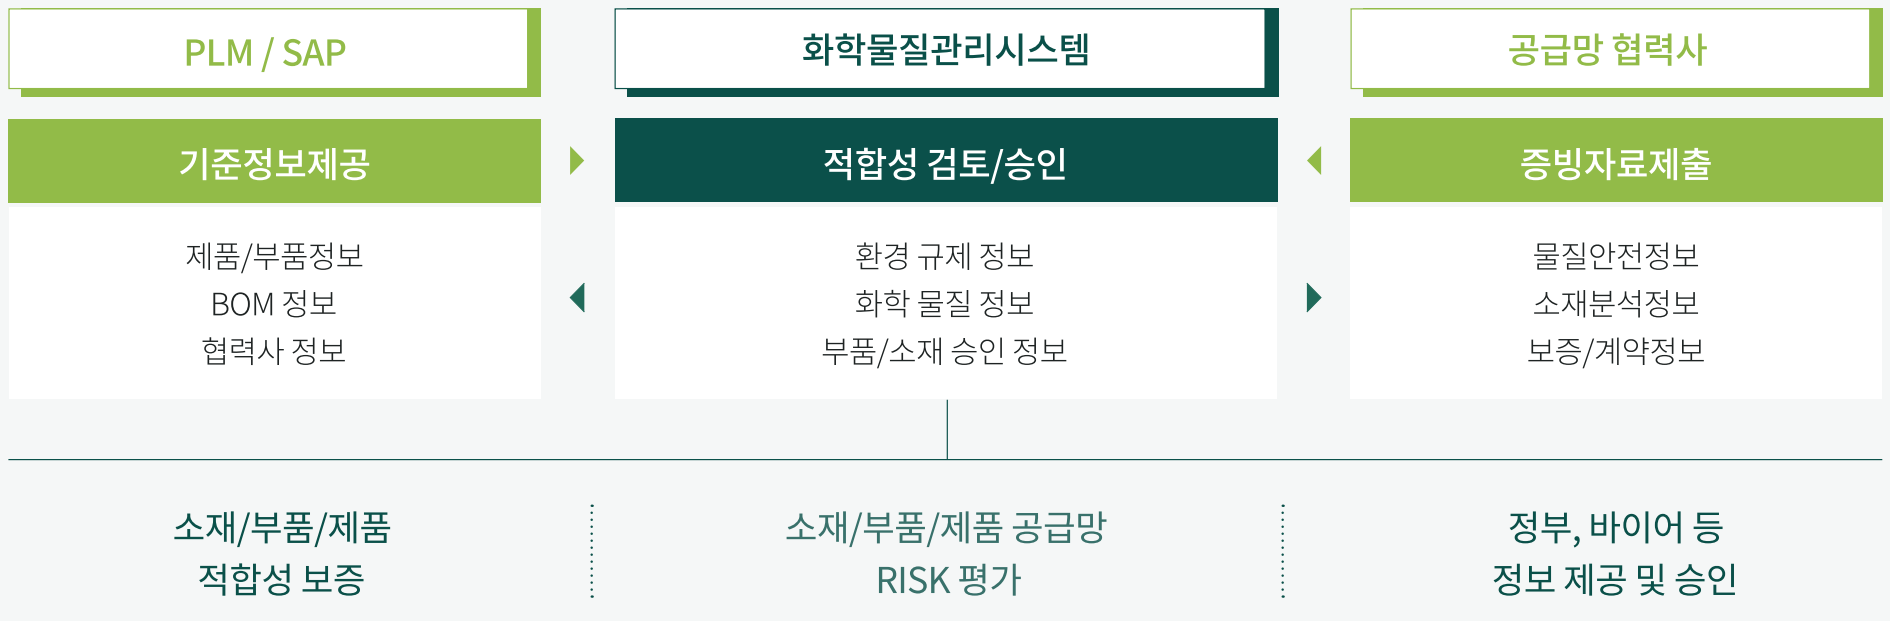 PLM / SAP
화학물질관리시스템
공급망 협력사
기준정보제공
적합성 검토/승인
증빙자료제출
제품/부품정보
BOM 정보
협력사 정보
환경 규제 정보
화학 물질 정보
부품/소재 승인 정보
물질안전정보
소재분석정보
보증/계약정보
소재/부품/제품
적합성 보증
소재/부품/제품 공급망
RISK 평가
정부, 바이어 등
정보 제공 및 승인